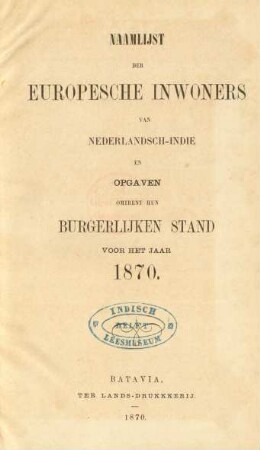 NAAMLIJST
DER
EUROPESCHE INWONERS
VAN
NEDERLANDSCH-INDIE
EN
OPGAVEN
OMTRENT HUN
BURGERLIJKEN STAND
VOOR HET JAAR
1870.
INDISCH
LEESMUSEUM
BATAVIA,
TER LANDS-DRUKKERIJ.
1870.